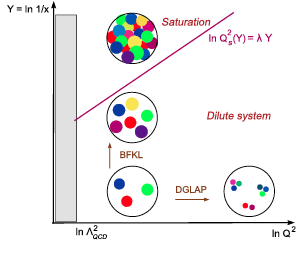 Y = ln 1/x
Saturation
ln Q²ₛ(Y) = λ Y
Dilute system
BFKL
DGLAP
ln Λ²QCD
ln Q²